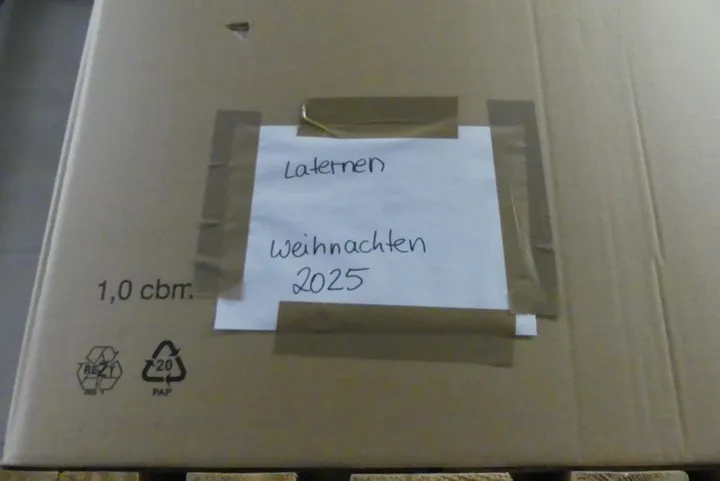 Laternen
Weihnachten
2025
1,0 cbm.
RESY
20
PAP